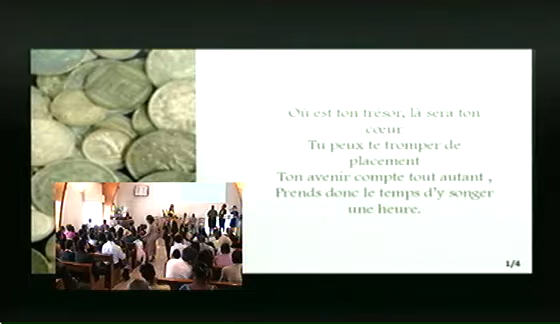 Où est ton trésor, là sera ton
cœur
Tu peux te tromper de
placement
Ton avenir compte tout autant ,
Prends donc le temps d'y songer
une heure.
1/4